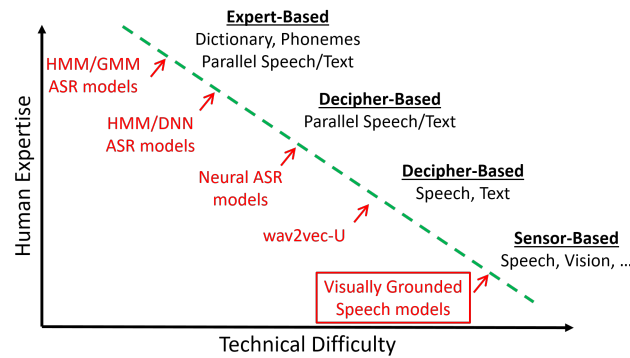 Expert-Based
Dictionary, Phonemes
Parallel Speech/Text
HMM/GMM
ASR models
Decipher-Based
Parallel Speech/Text
HMM/DNN
ASR models
Decipher-Based
Speech, Text
Neural ASR
models
wav2vec-U
Sensor-Based
Speech, Vision, ...
Visually Grounded
Speech models
Human Expertise
Technical Difficulty